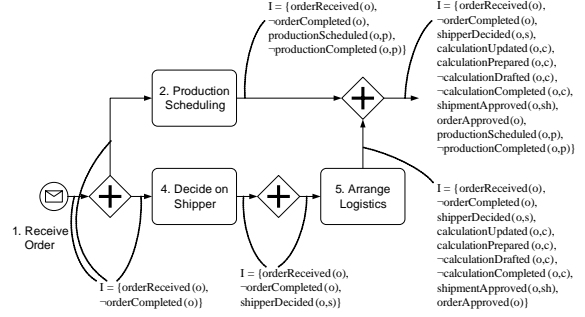 I = {orderReceived(o),
¬orderCompleted(o),
productionScheduled(o,p),
¬productionCompleted(o,p)}
I = {orderReceived(o),
¬orderCompleted(o),
shipperDecided(o,s),
calculationUpdated(o,c),
calculationPrepared(o,c),
¬calculationDrafted(o,c),
¬calculationCompleted(o,c),
shipmentApproved(o,sh),
orderApproved(o),
productionScheduled(o,p),
¬productionCompleted(o,p)}
2. Production
Scheduling
1. Receive
Order
4. Decide on
Shipper
5. Arrange
Logistics
I = {orderReceived(o),
¬orderCompleted(o)}
I = {orderReceived(o),
¬orderCompleted(o),
shipperDecided(o,s)}
I = {orderReceived(o),
¬orderCompleted(o),
shipperDecided(o,s),
calculationUpdated(o,c),
calculationPrepared(o,c),
¬calculationDrafted(o,c),
¬calculationCompleted(o,c),
shipmentApproved(o,sh),
orderApproved(o)}